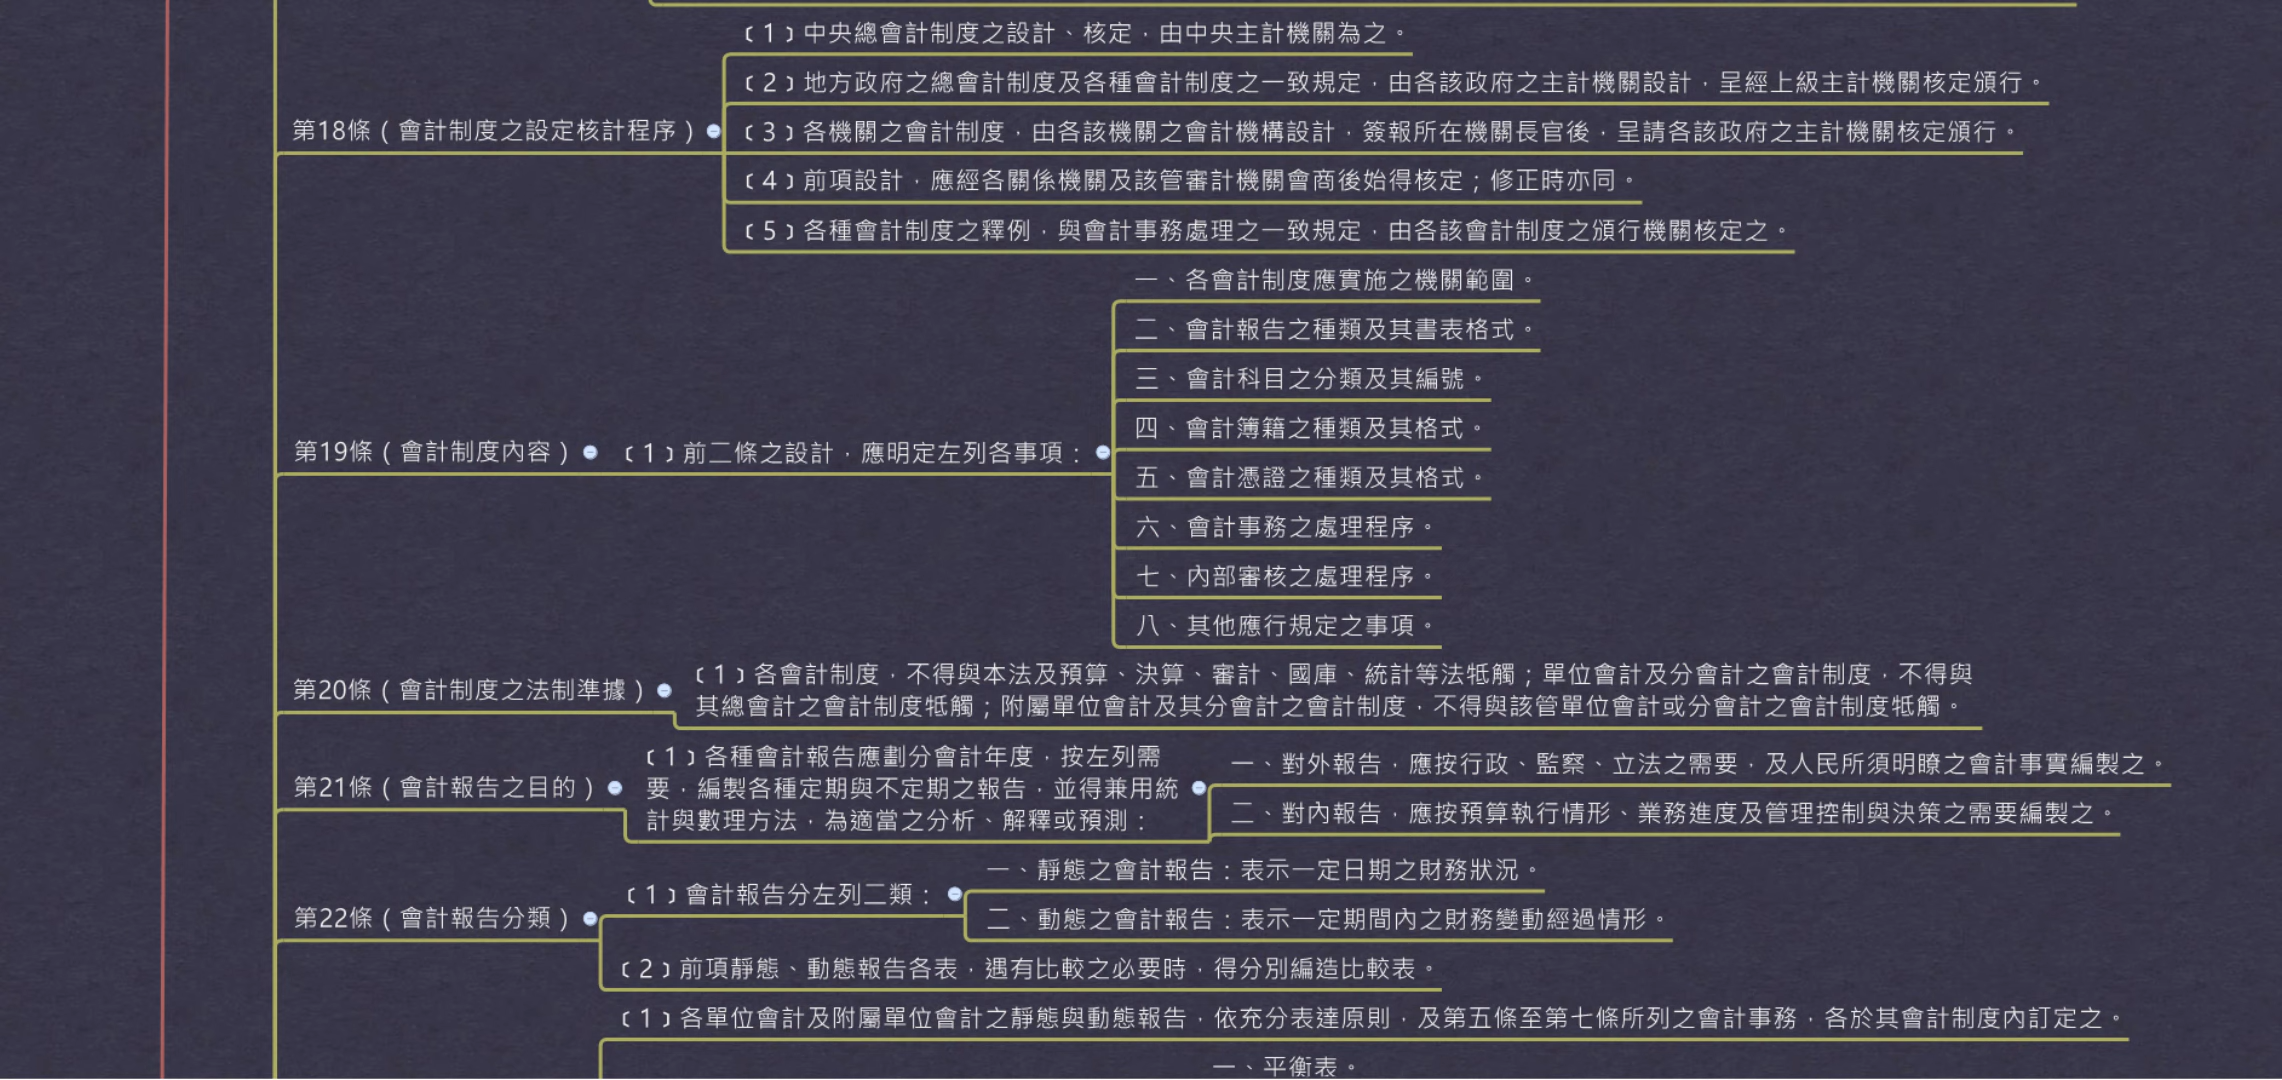 第18條（會計制度之設定核計程序）
﹝1﹞中央總會計制度之設計、核定，由中央主計機關為之。
﹝2﹞地方政府之總會計制度及各種會計制度之一致規定，由各該政府之主計機關設計，呈經上級主計機關核定頒行。
﹝3﹞各機關之會計制度，由各該機關之會計機構設計，簽報所在機關長官後，呈請各該政府之主計機關核定頒行。
﹝4﹞前項設計，應經各關係機關及該管審計機關會商後始得核定；修正時亦同。
﹝5﹞各種會計制度之釋例，與會計事務處理之一致規定，由各該會計制度之頒行機關核定之。
第19條（會計制度內容）
﹝1﹞前二條之設計，應明定左列各事項：
一、各會計制度應實施之機關範圍。
二、會計報告之種類及其書表格式。
三、會計科目之分類及其編號。
四、會計簿籍之種類及其格式。
五、會計憑證之種類及其格式。
六、會計事務之處理程序。
七、內部審核之處理程序。
八、其他應行規定之事項。
第20條（會計制度之法制準據）
﹝1﹞各會計制度，不得與本法及預算、決算、審計、國庫、統計等法牴觸；單位會計及分會計之會計制度，不得與
其總會計之會計制度牴觸；附屬單位會計及其分會計之會計制度，不得與該管單位會計或分會計之會計制度牴觸。
第21條（會計報告之目的）
﹝1﹞各種會計報告應劃分會計年度，按左列需
要，編製各種定期與不定期之報告，並得兼用統
計與數理方法，為適當之分析、解釋或預測：
一、對外報告，應按行政、監察、立法之需要，及人民所須明瞭之會計事實編製之。
二、對內報告，應按預算執行情形、業務進度及管理控制與決策之需要編製之。
第22條（會計報告分類）
﹝1﹞會計報告分左列二類：
一、靜態之會計報告：表示一定日期之財務狀況。
二、動態之會計報告：表示一定期間內之財務變動經過情形。
﹝2﹞前項靜態、動態報告各表，遇有比較之必要時，得分別編造比較表。
﹝1﹞各單位會計及附屬單位會計之靜態與動態報告，依充分表達原則，及第五條至第七條所列之會計事務，各於其會計制度內訂定之。
一、平衡表。